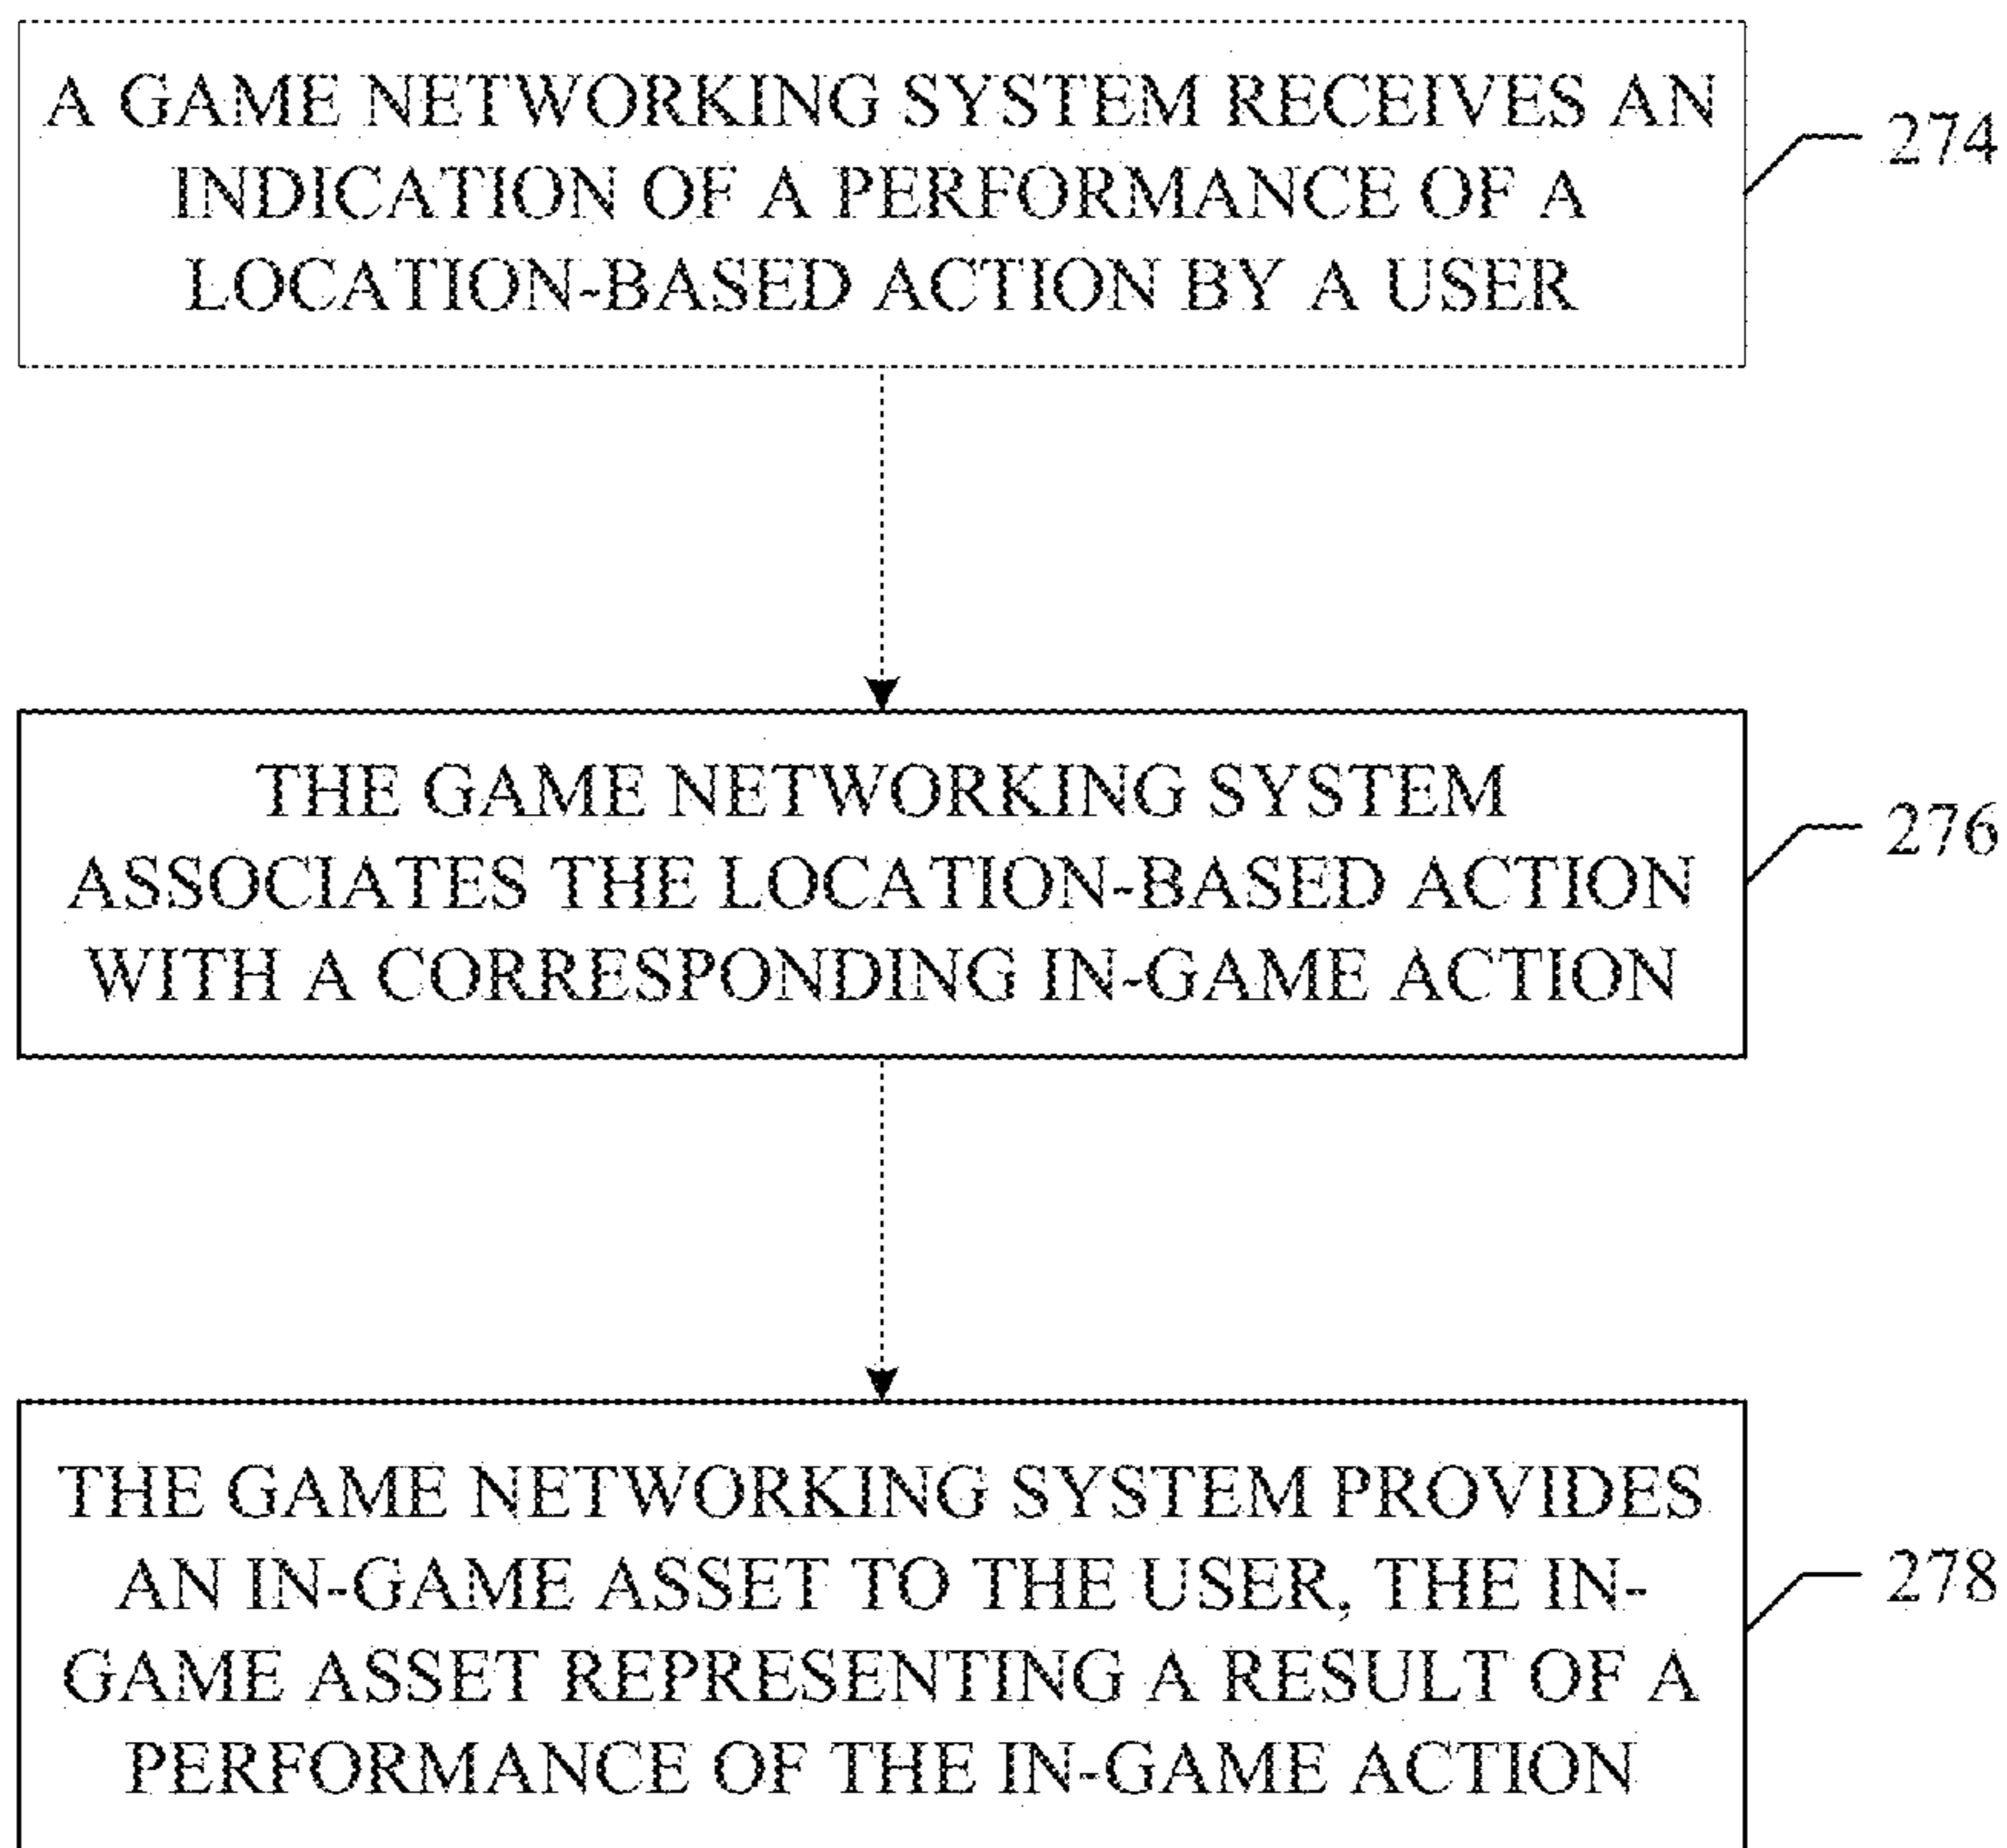 A GAME NETWORKING SYSTEM RECEIVES AN
INDICATION OF A PERFORMANCE OF A
LOCATION-BASED ACTION BY A USER
274
THE GAME NETWORKING SYSTEM
ASSOCIATES THE LOCATION-BASED ACTION
WITH A CORRESPONDING IN-GAME ACTION
276
THE GAME NETWORKING SYSTEM PROVIDES
AN IN-GAME ASSET TO THE USER, THE IN-
GAME ASSET REPRESENTING A RESULT OF A
PERFORMANCE OF THE IN-GAME ACTION
278